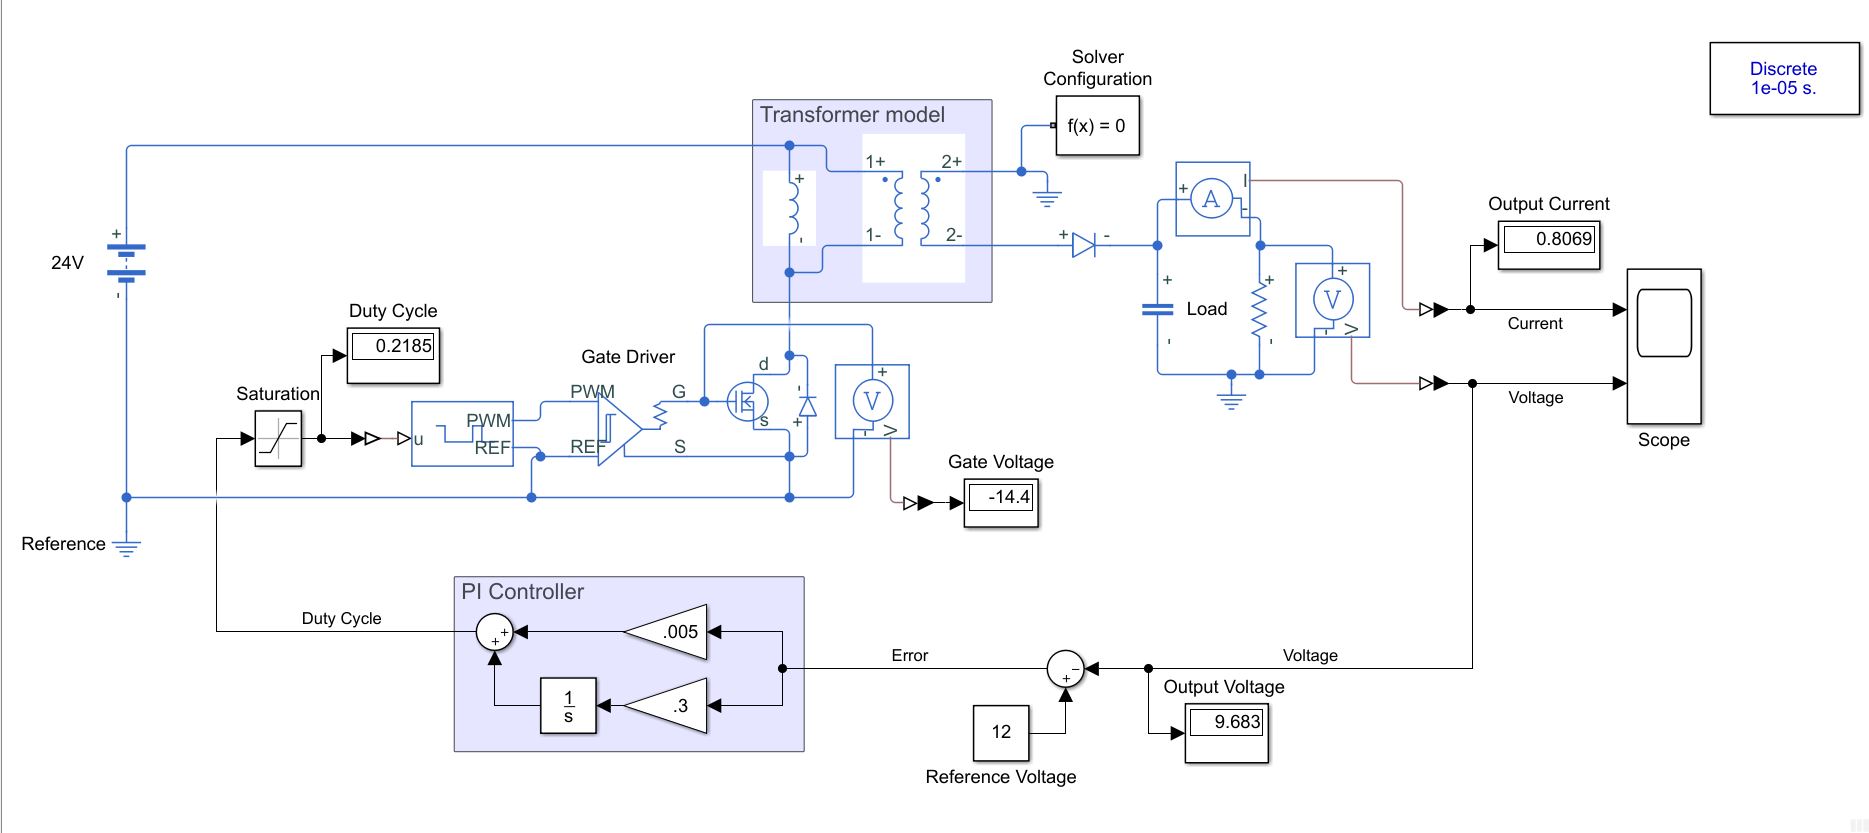 Discrete
1e-05 s.
Solver
Configuration
f(x) = 0
Transformer model
+
1+
2+
-
1-
2-
24V
+
-
+
-
A
+
I
-
Output Current
0.8069
+
-
Load
+
-
V
+
-
V
Current
Voltage
Scope
Duty Cycle
0.2185
Saturation
u
PWM
REF
Gate Driver
PWM
REF
G
S
d
s
-
+
V
+
-
V
Gate Voltage
-14.4
Reference
PI Controller
Duty Cycle
+
+
.005
1
s
.3
Error
−
+
Voltage
Output Voltage
9.683
12
Reference Voltage